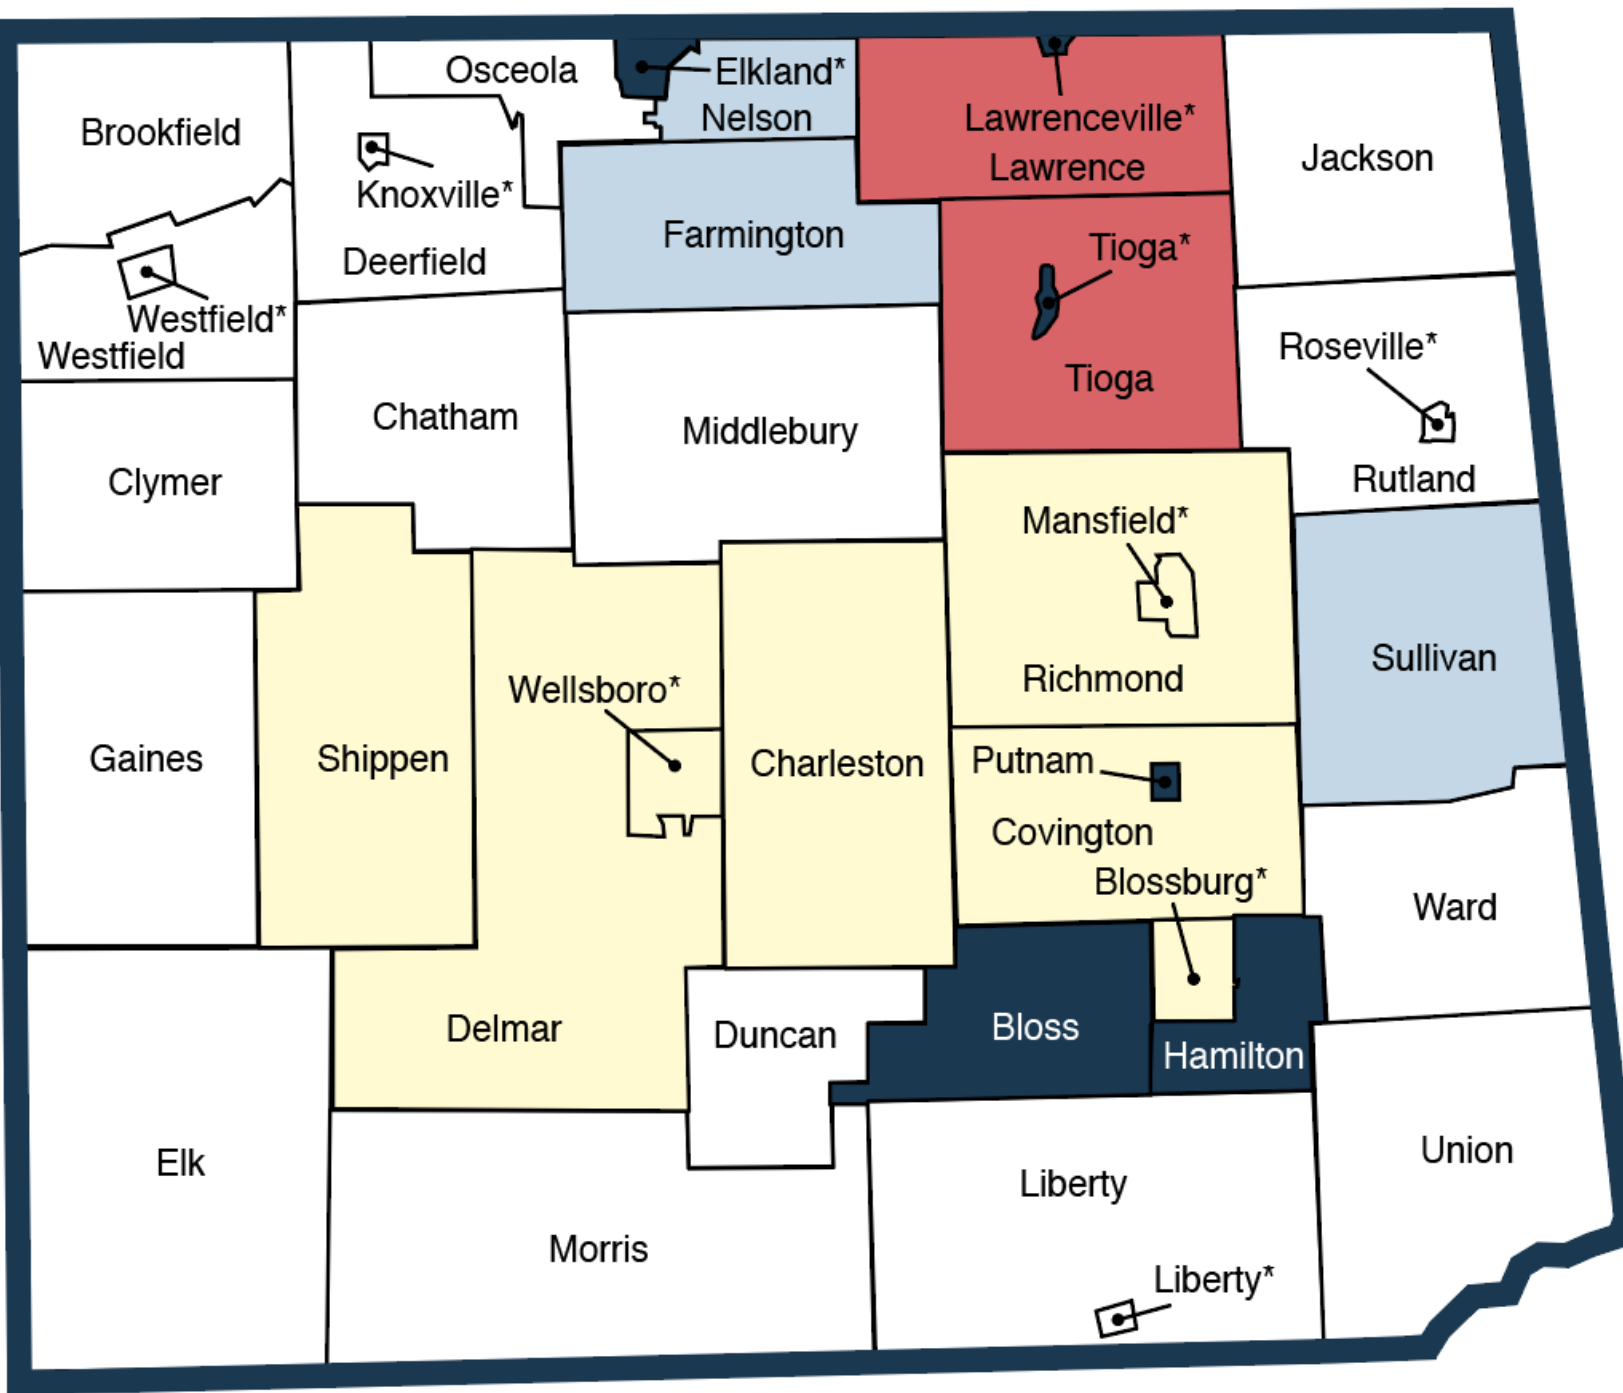 Osceola
Elkland*
Nelson
Lawrenceville*
Lawrence
Brookfield
Jackson
Knoxville*
Deerfield
Farmington
Tioga*
Westfield*
Westfield
Roseville*
Tioga
Chatham
Middlebury
Clymer
Rutland
Mansfield*
Richmond
Sullivan
Wellsboro*
Gaines
Shippen
Charleston
Putnam
Covington
Blossburg*
Ward
Delmar
Duncan
Bloss
Hamilton
Elk
Union
Liberty
Morris
Liberty*